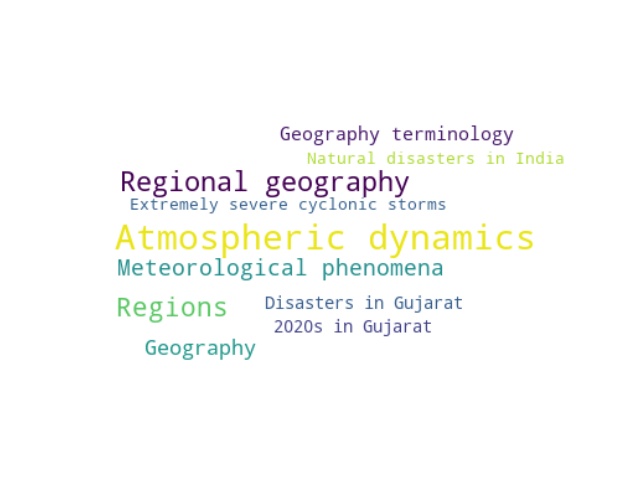 Geography terminology
Natural disasters in India
Regional geography
Extremely severe cyclonic storms
Atmospheric dynamics
Meteorological phenomena
Regions
Disasters in Gujarat
2020s in Gujarat
Geography